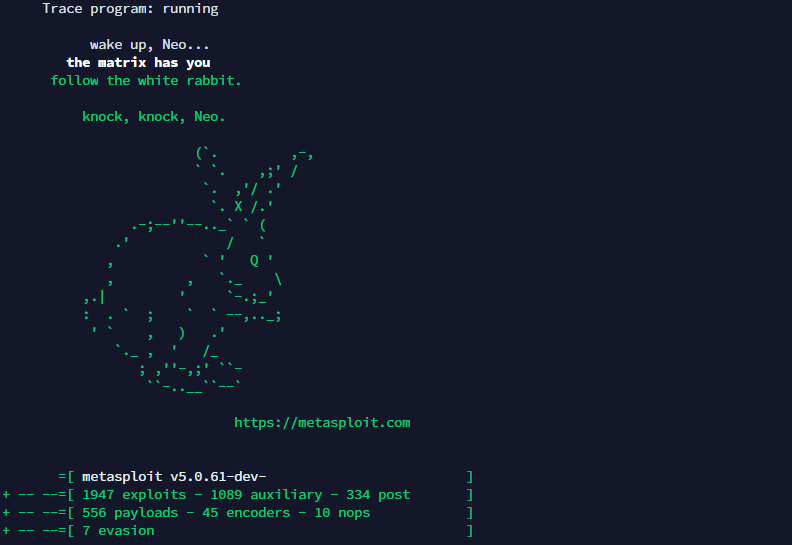 Trace program: running
wake up, Neo...
the matrix has you
follow the white rabbit.
knock, knock, Neo.
https://metasploit.com
=[ metasploit v5.0.61-dev- ]
+ -- --=[ 1947 exploits - 1089 auxiliary - 334 post ]
+ -- --=[ 556 payloads - 45 encoders - 10 nops ]
+ -- --=[ 7 evasion ]